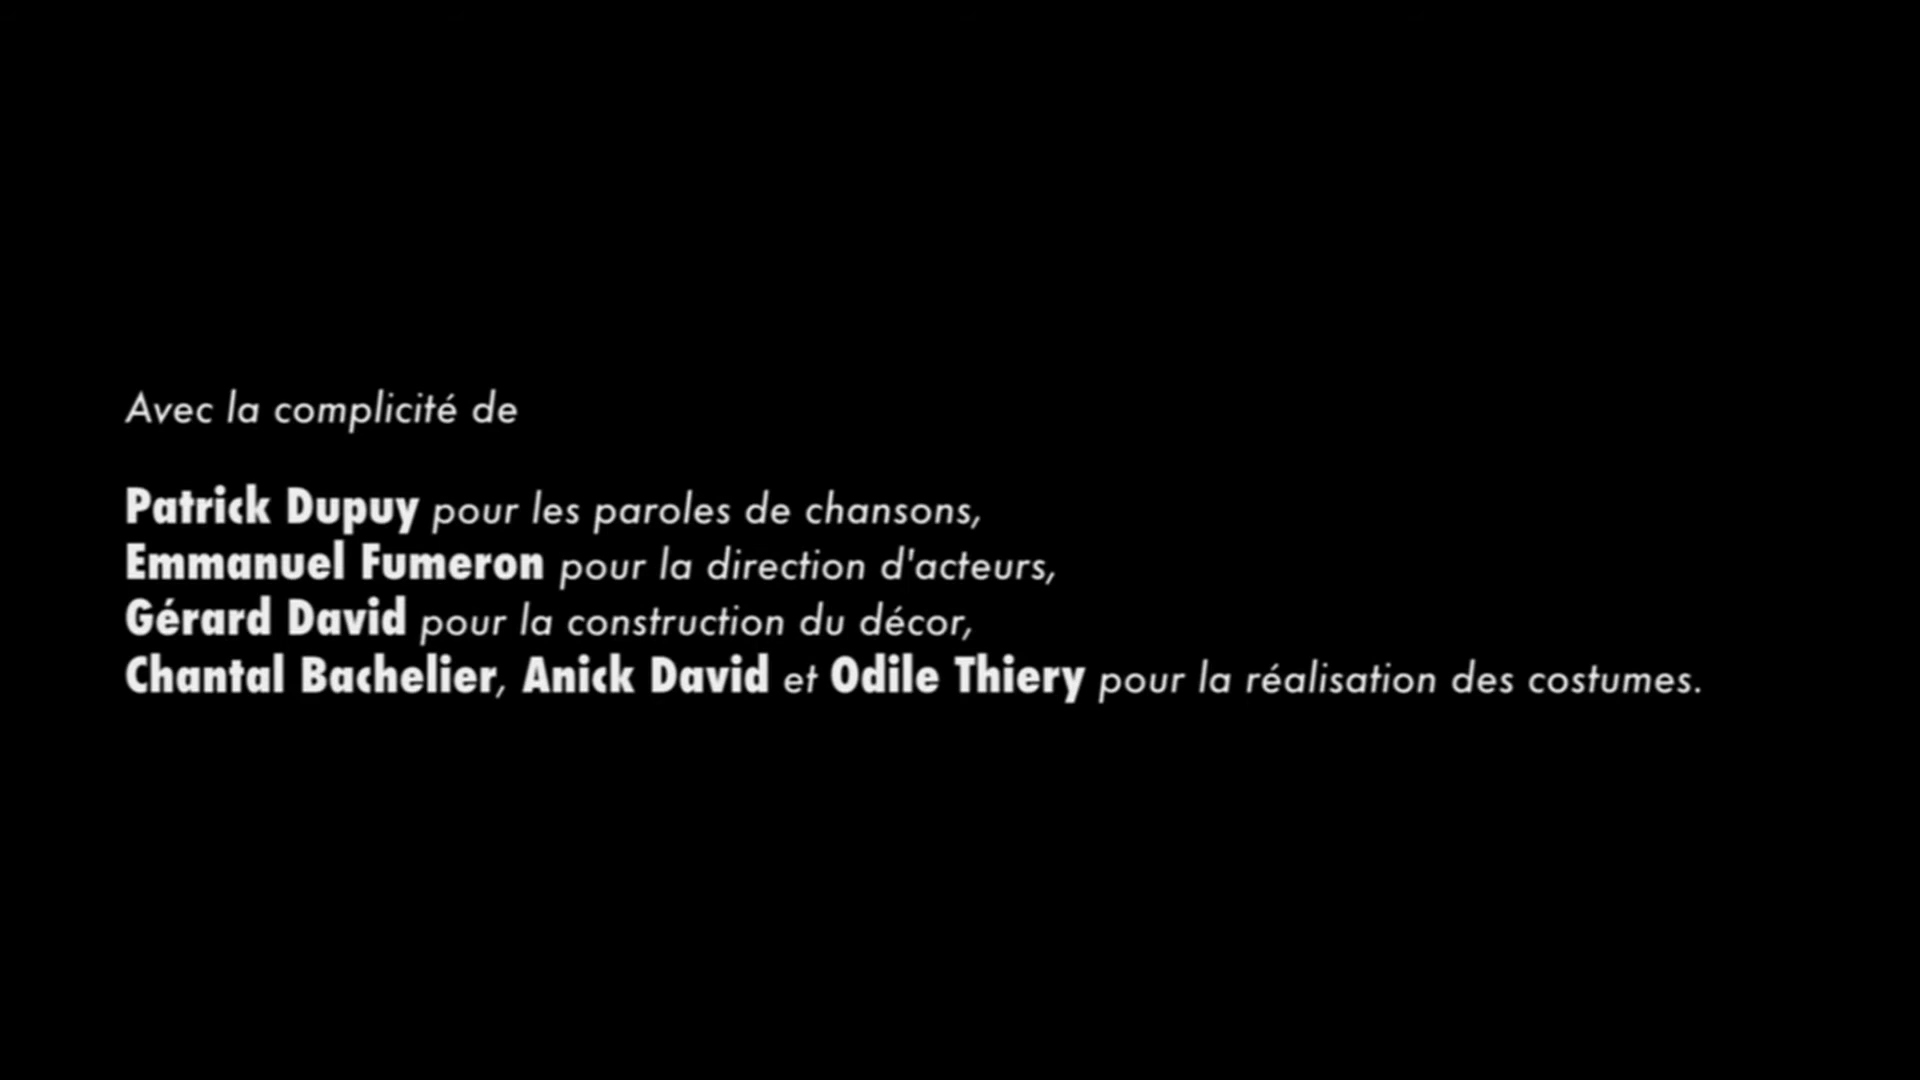 Avec la complicité de
Patrick Dupuy pour les paroles de chansons,
Emmanuel Fumeron pour la direction d'acteurs,
Gérard David pour la construction du décor,
Chantal Bachelier, Anick David et Odile Thiery pour la réalisation des costumes.